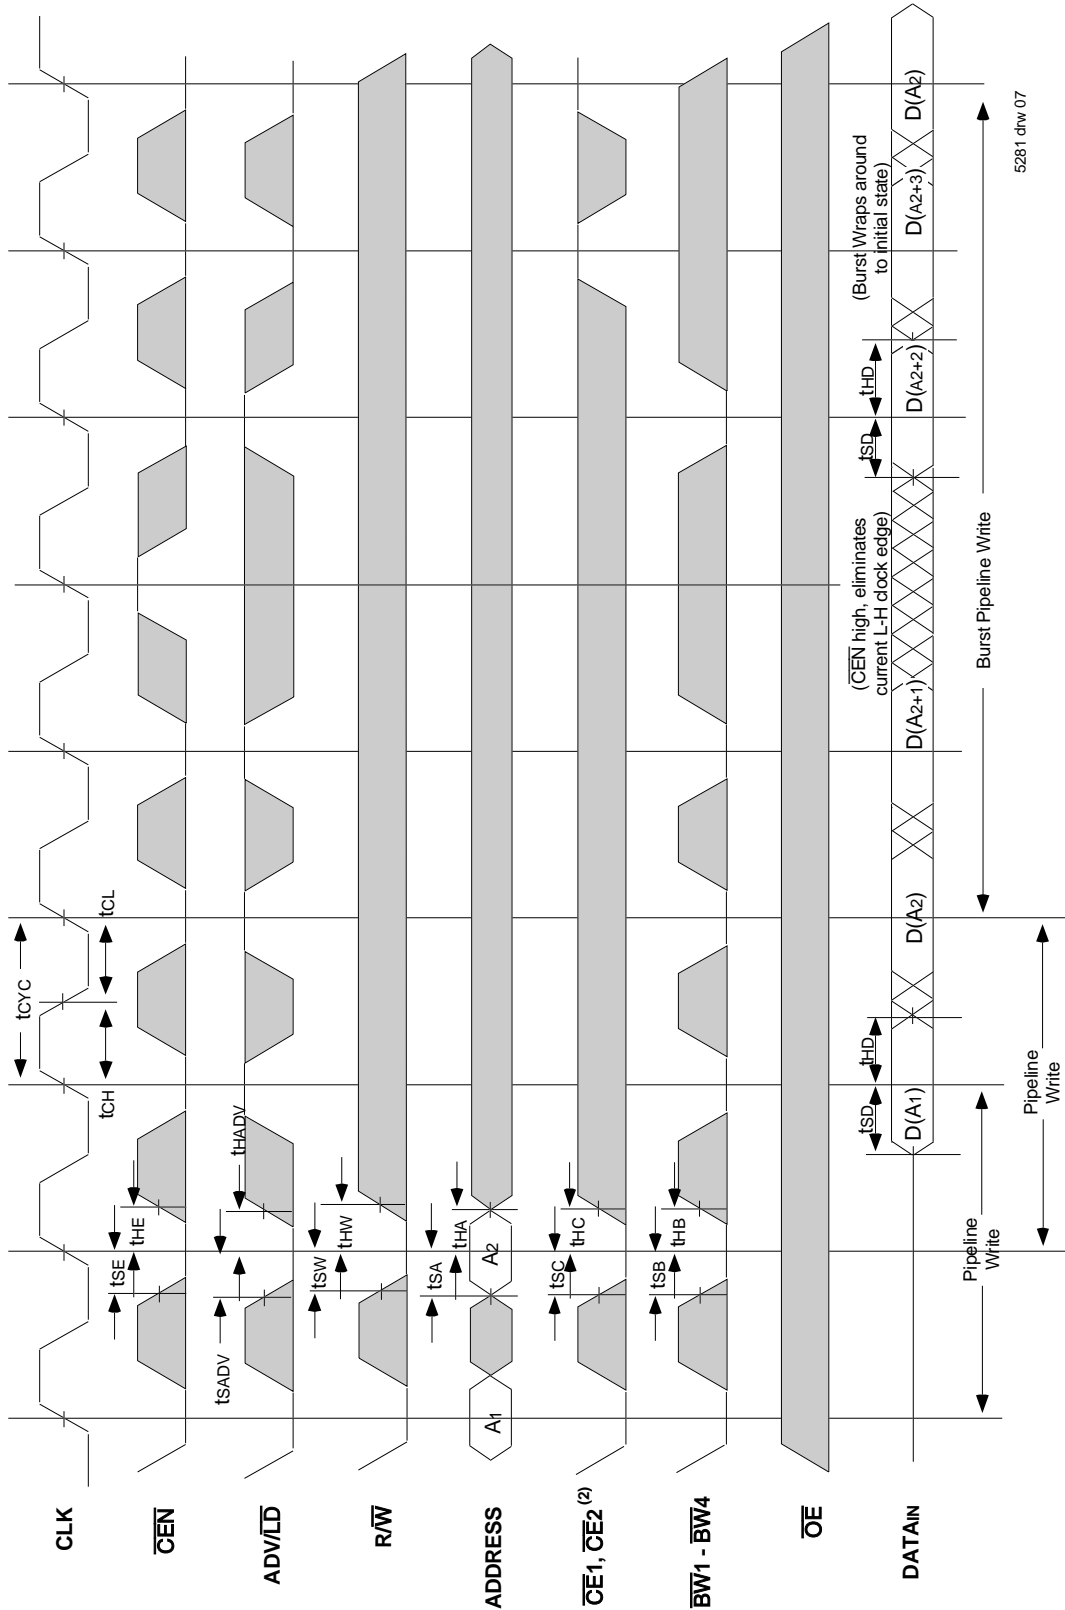 CLK
tCYC
tCH
tCL
CEN
tSE
tHE
ADV/LD
tSADV
tHADV
R/W
tSW
tHW
ADDRESS
A1
A2
tSA
tHA
CE1, CE2 (2)
tSC
tHC
BW1 - BW4
tSB
tHB
OE
DATAIN
D(A1)
tSD
tHD
D(A2)
D(A2+1)
(CEN high, eliminates
current L-H clock edge)
tSD
tHD
D(A2+2)
(Burst Wraps around
to initial state)
D(A2+3)
D(A2)
Pipeline
Write
Pipeline
Write
Burst Pipeline Write
5281 drw 07